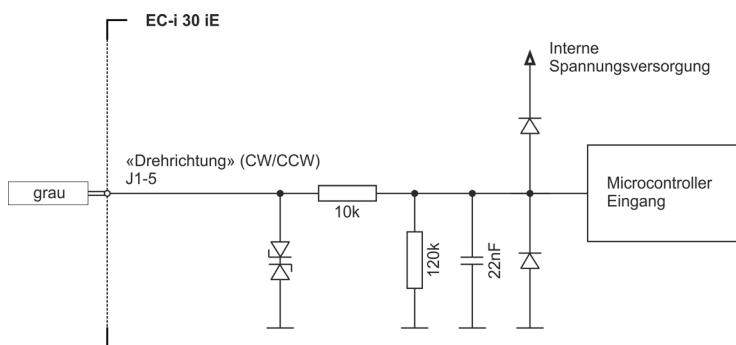 EC-i 30 iE
Interne
Spannungsversorgung
«Drehrichtung» (CW/CCW)
J1-5
grau
10k
120k
22nF
Microcontroller
Eingang